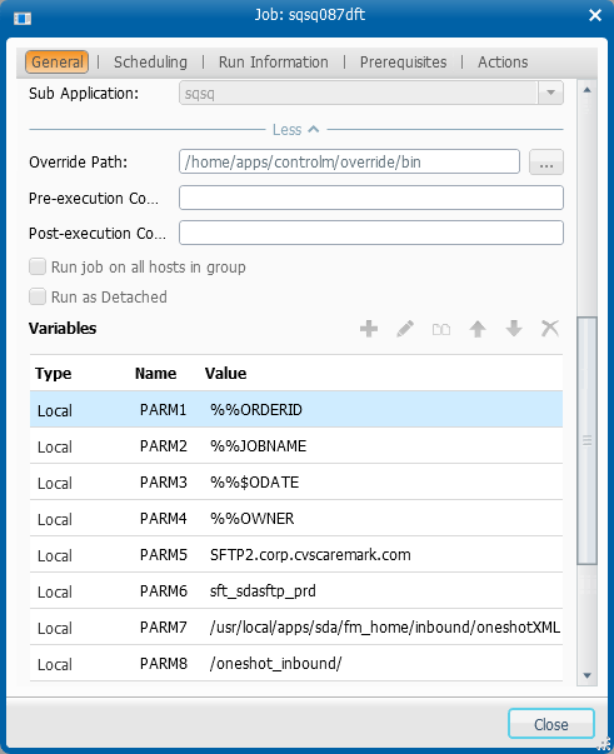 Job: sqsq087dft
General | Scheduling | Run Information | Prerequisites | Actions
Sub Application: sqsq
Less
Override Path: /home/apps/controlm/override/bin ...
Pre-execution Co...
Post-execution Co...
Run job on all hosts in group
Run as Detached
Variables
Type Name Value
Local PARM1 %%ORDERID
Local PARM2 %%JOBNAME
Local PARM3 %%$ODATE
Local PARM4 %%OWNER
Local PARM5 SFTP2.corp.cvscaremark.com
Local PARM6 sft_sdasftp_prd
Local PARM7 /usr/local/apps/sda/fm_home/inbound/oneshotXML
Local PARM8 /oneshot_inbound/
Close